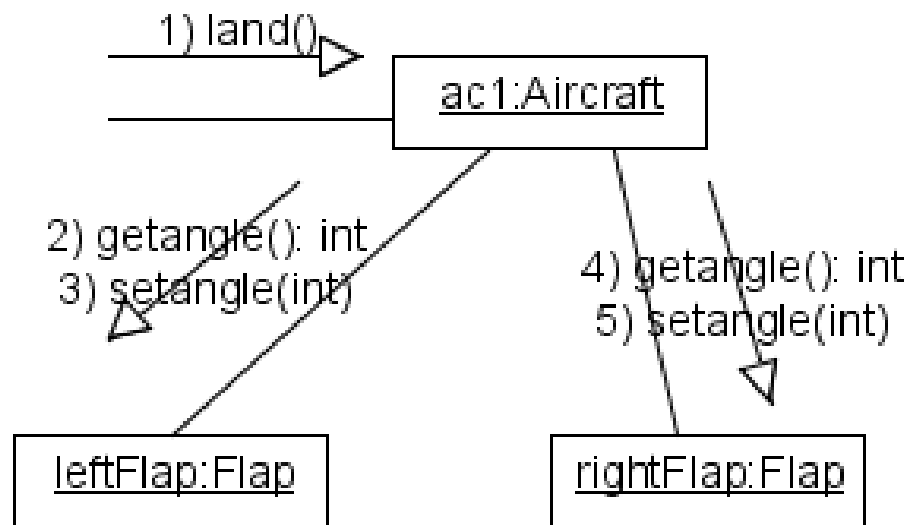 1) land()
ac1:Aircraft
2) getangle(): int
3) setangle(int)
4) getangle(): int
5) setangle(int)
leftFlap:Flap
rightFlap:Flap